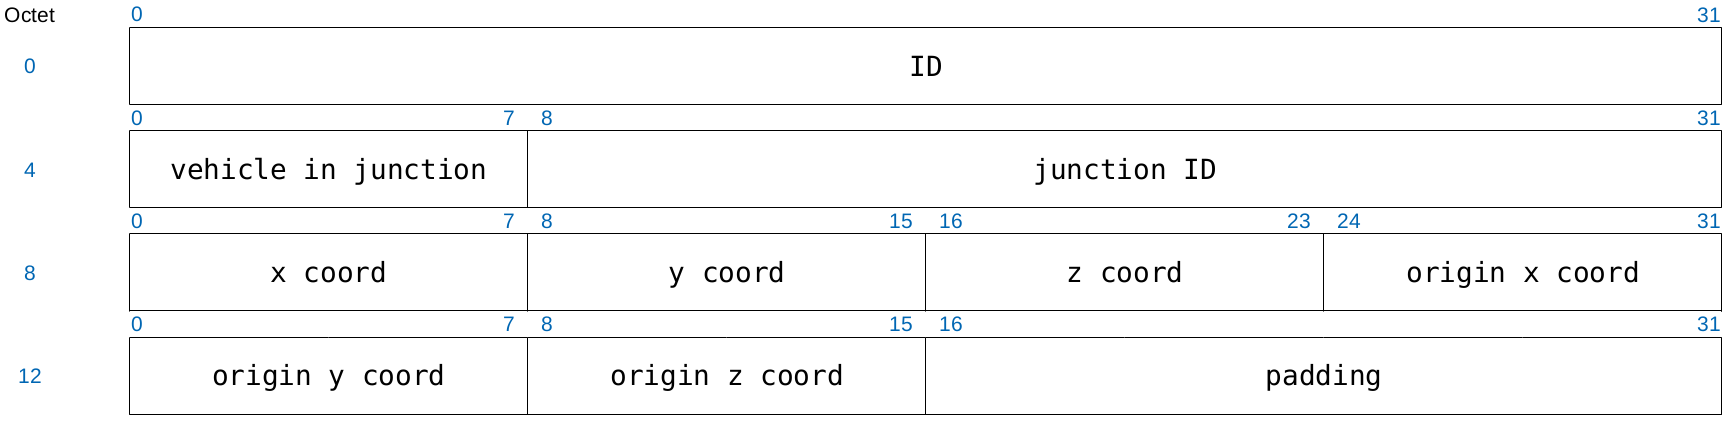 Octet 0 31
0 ID
0 7 8 31
4 vehicle in junction junction ID
0 7 8 15 16 23 24 31
8 x coord y coord z coord origin x coord
0 7 8 15 16 31
12 origin y coord origin z coord padding